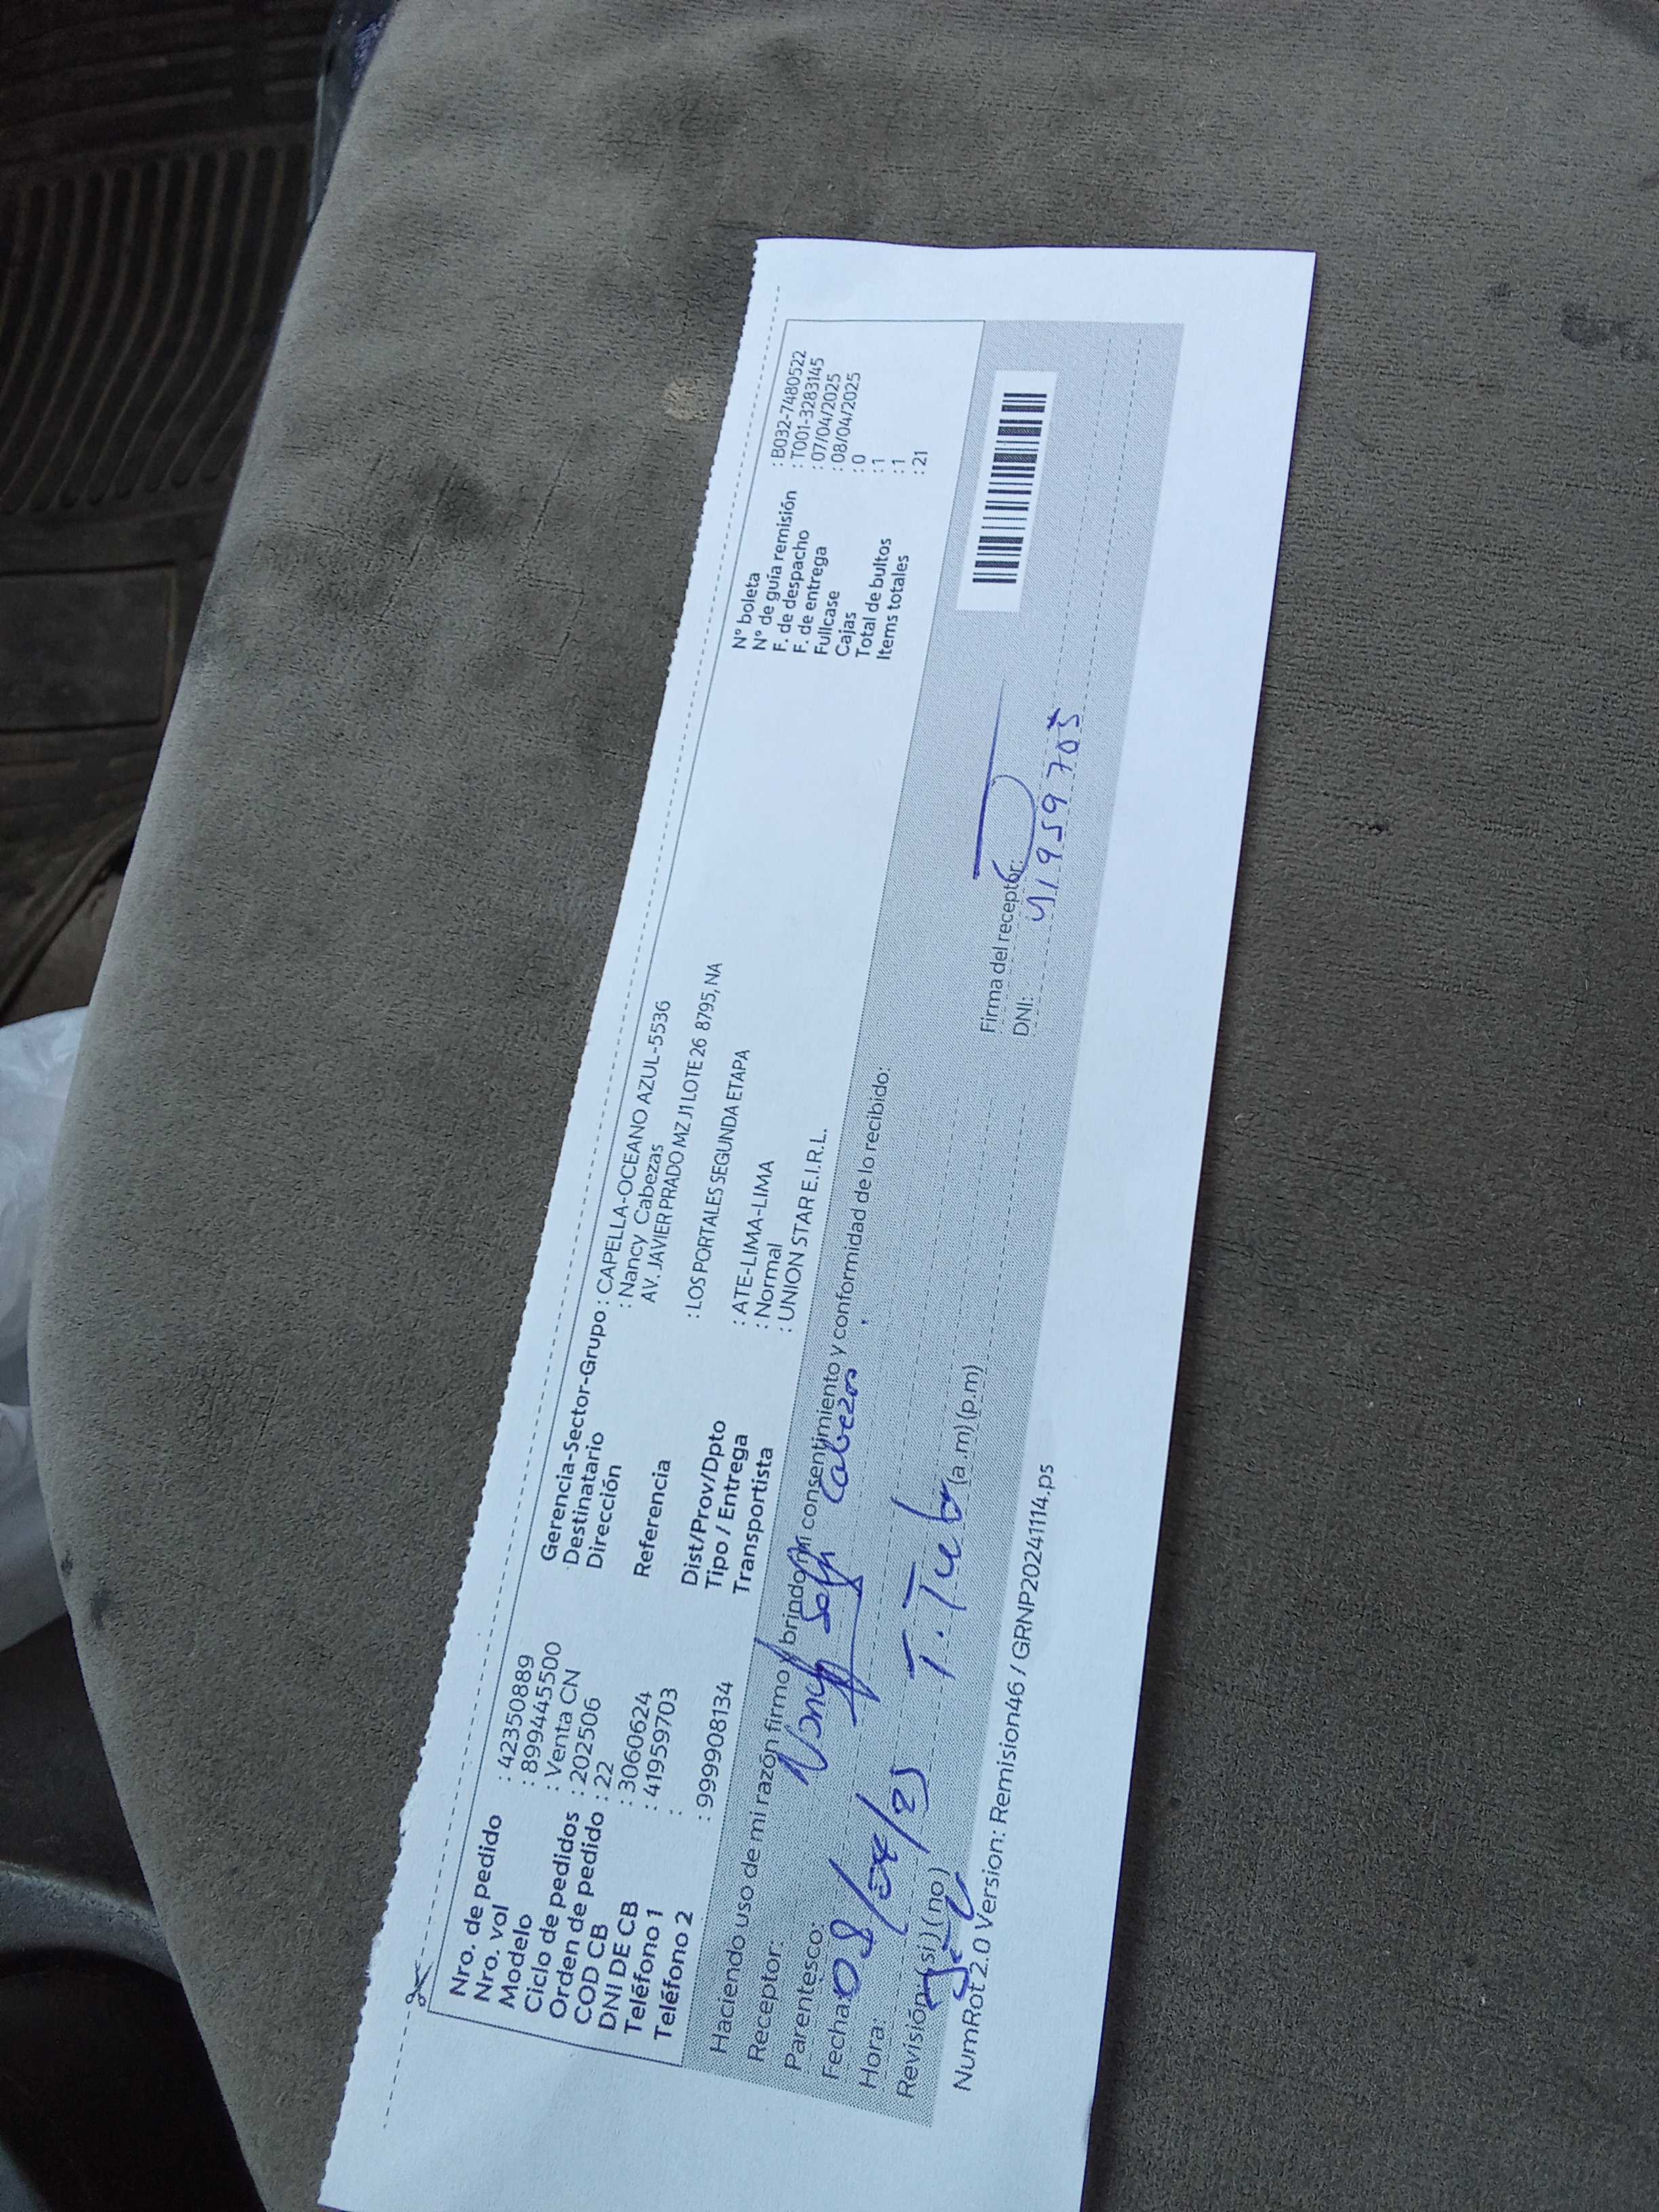 Nro. de pedido : 42350889
Nro. vol : 899445500
Modelo : Venta CN
Ciclo de pedidos : 202506
Orden de pedido : 22
COD CB : 3060624
DNI DE CB : 41959703
Teléfono 1 :
Teléfono 2 : 999908134
Gerencia-Sector-Grupo : CAPELLA-OCEANO AZUL-5536
Destinatario : Nancy Cabezas
Dirección AV. JAVIER PRADO MZ J1 LOTE 26 8795, NA
Referencia : LOS PORTALES SEGUNDA ETAPA
Dist/Prov/Dpto : ATE-LIMA-LIMA
Tipo / Entrega : Normal
Transportista : UNION STAR E.I.R.L.
N° boleta : B032-7480522
N° de guía remisión : T001-3283145
F. de despacho : 07/04/2025
F. de entrega : 08/04/2025
Fullcase : 0
Cajas : 1
Total de bultos : 1
Items totales : 21
Haciendo uso de mi razón firmo y brindo mi consentimiento y conformidad de lo recibido:
Receptor: Cabezas
Parentesco:
Fecha: 08/04/25
Hora: (a.m) (p.m)
Revisión (si) (no)
Firma del receptor:
DNI: 41959703
NumRot 2.0 Version: Remision46 / GRNP20241114.ps